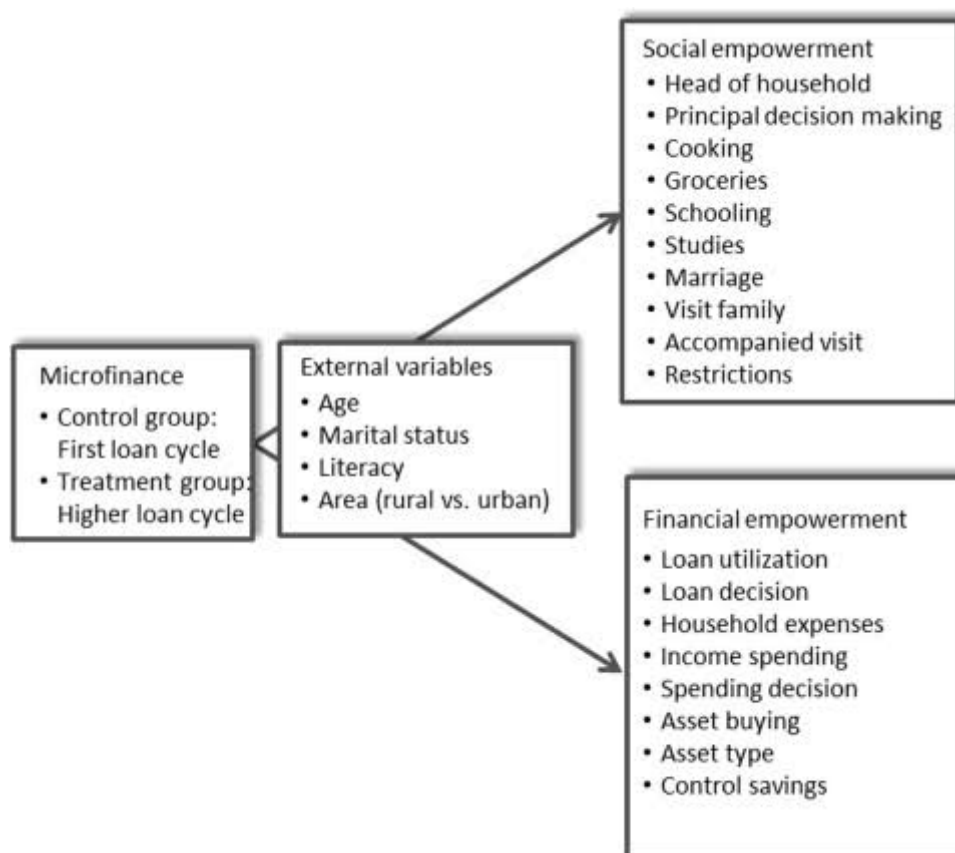 Microfinance
• Control group:
First loan cycle
• Treatment group:
Higher loan cycle
External variables
• Age
• Marital status
• Literacy
• Area (rural vs. urban)
Social empowerment
• Head of household
• Principal decision making
• Cooking
• Groceries
• Schooling
• Studies
• Marriage
• Visit family
• Accompanied visit
• Restrictions
Financial empowerment
• Loan utilization
• Loan decision
• Household expenses
• Income spending
• Spending decision
• Asset buying
• Asset type
• Control savings